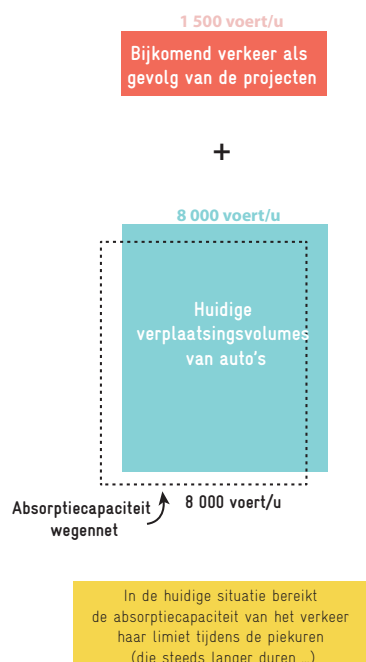 1 500 voert/u
Bijkomend verkeer als
gevolg van de projecten
+
8 000 voert/u
Huidige
verplaatsingsvolumes
van auto's
Absorptiecapaciteit
wegennet
8 000 voert/u
In de huidige situatie bereikt
de absorptiecapaciteit van het verkeer
haar limiet tijdens de piekuren
(die steeds langer duren ...)